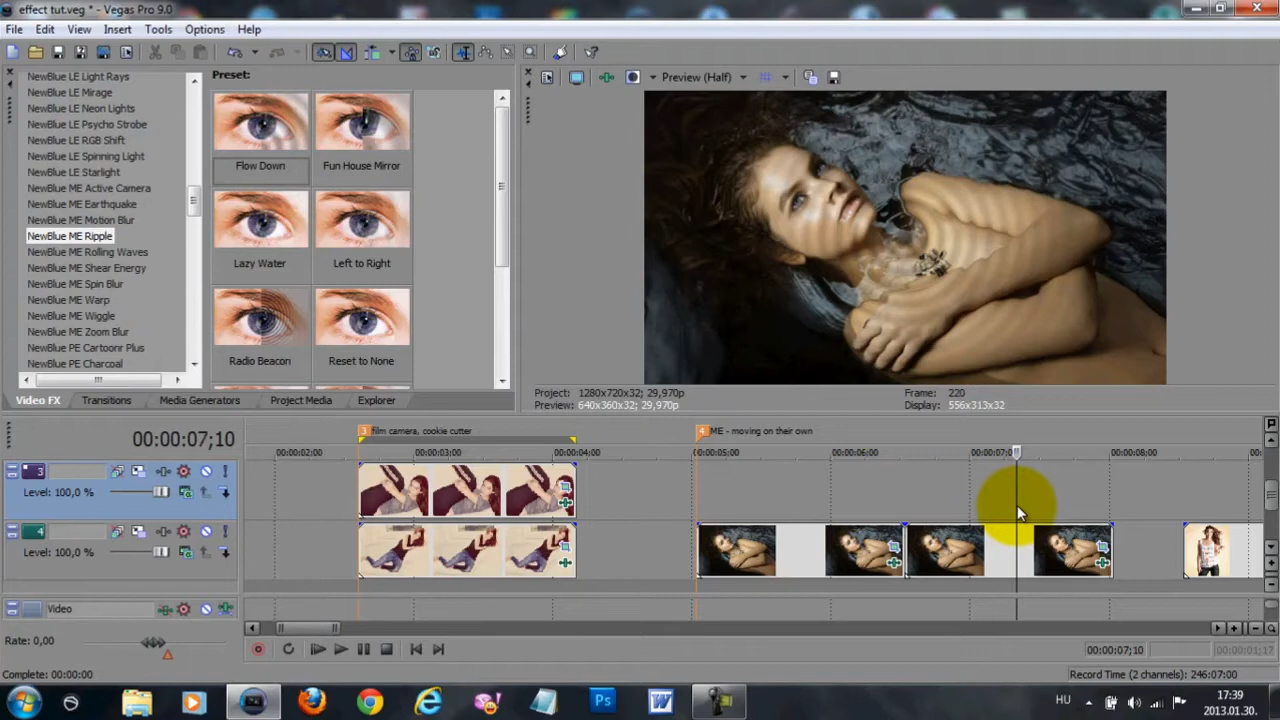 effect tut.veg * - Vegas Pro 9.0
File Edit View Insert Tools Options Help
NewBlue LE Light Rays
NewBlue LE Mirage
NewBlue LE Neon Lights
NewBlue LE Psycho Strobe
NewBlue LE RGB Shift
NewBlue LE Spinning Light
NewBlue LE Starlight
NewBlue ME Active Camera
NewBlue ME Earthquake
NewBlue ME Motion Blur
NewBlue ME Ripple
NewBlue ME Rolling Waves
NewBlue ME Shear Energy
NewBlue ME Spin Blur
NewBlue ME Warp
NewBlue ME Wiggle
NewBlue ME Zoom Blur
NewBlue PE Cartoonr Plus
NewBlue PE Charcoal
Preset:
Flow Down Fun House Mirror
Lazy Water Left to Right
Radio Beacon Reset to None
Preview (Half)
Project: 1280x720x32; 29,970p Frame: 220
Preview: 640x360x32; 29,970p Display: 556x313x32
Video FX Transitions Media Generators Project Media Explorer
00:00:07;10
3 film camera, cookie cutter 4 ME - moving on their own
00:00:02:00 00:00:03:00 00:00:04:00 00:00:05:00 00:00:06:00 00:00:08:00
3
Level: 100,0 %
4
Level: 100,0 %
Video
Rate: 0,00
00:00:07;10 00:00:01;17
Complete: 00:00:00 Record Time (2 channels): 246:07:00
Ps W HU 17:39
2013.01.30.